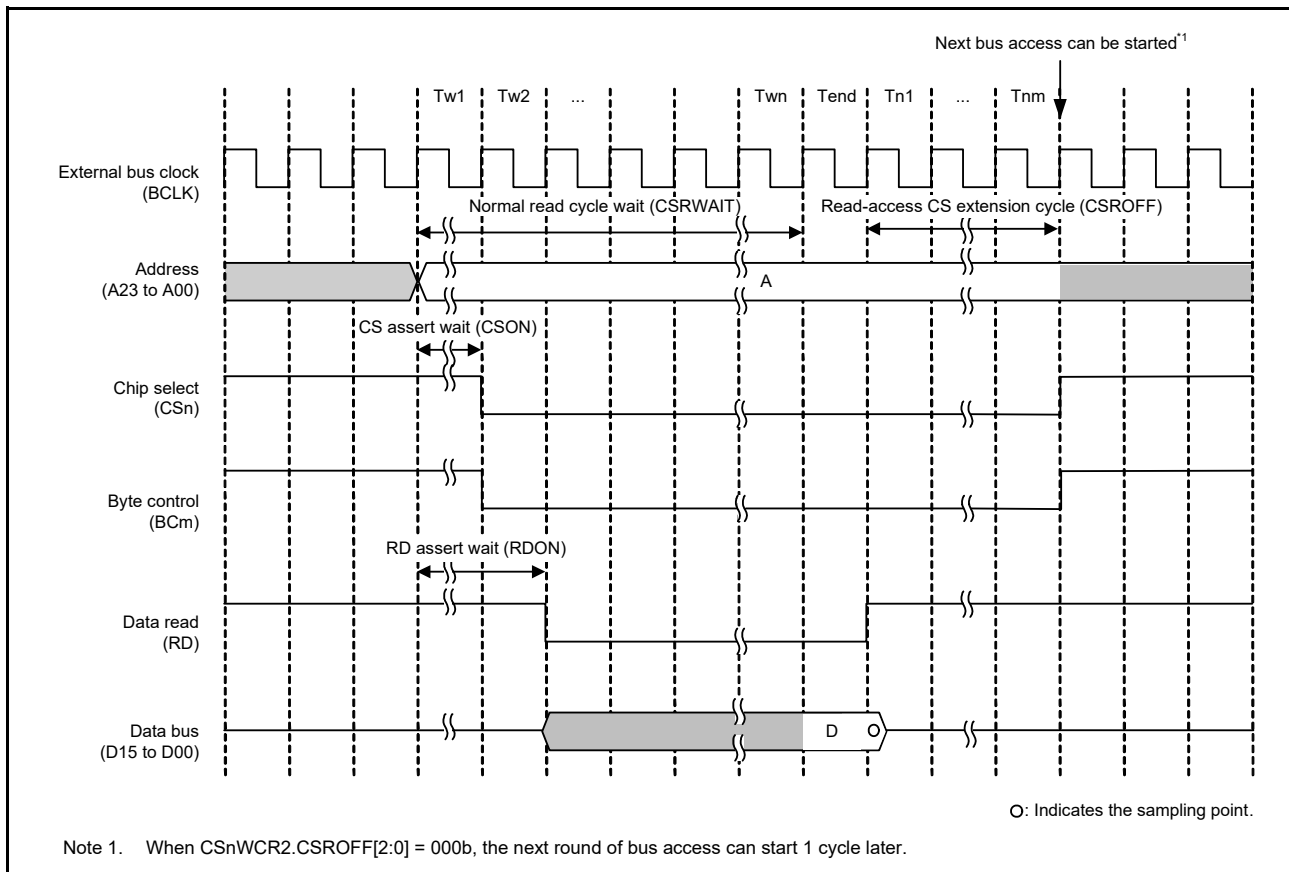 Next bus access can be started*1
Tw1 Tw2 ... Twn Tend Tn1 ... Tnm
External bus clock
(BCLK)
Normal read cycle wait (CSRWAIT) Read-access CS extension cycle (CSROFF)
Address
(A23 to A00)
A
CS assert wait (CSON)
Chip select
(CSn)
Byte control
(BCm)
RD assert wait (RDON)
Data read
(RD)
Data bus
(D15 to D00)
D
O: Indicates the sampling point.
Note 1. When CSnWCR2.CSROFF[2:0] = 000b, the next round of bus access can start 1 cycle later.